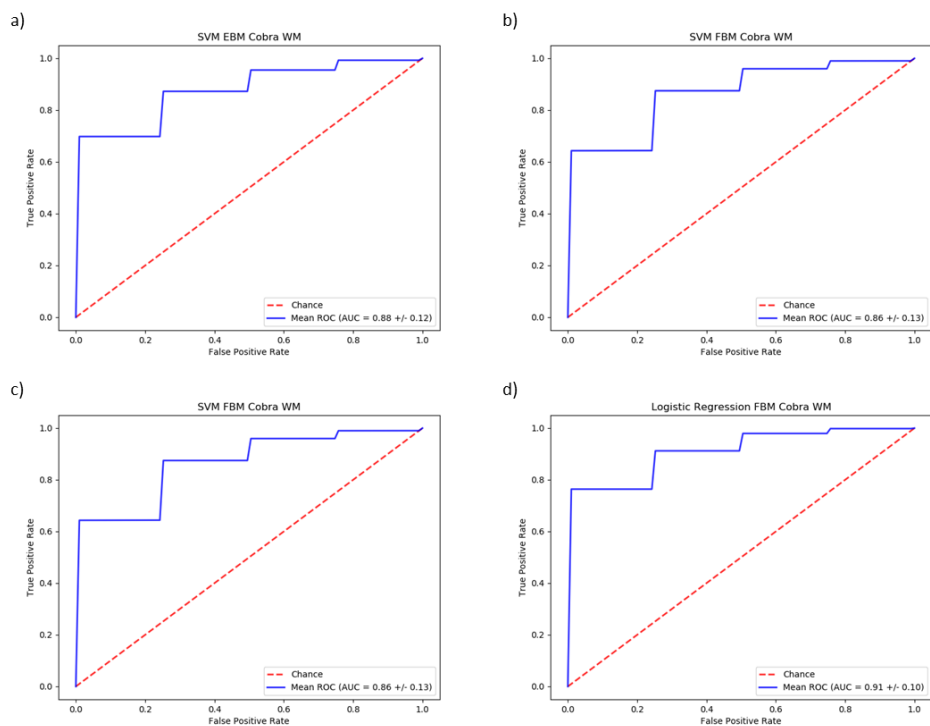 a)
SVM EBM Cobra WM
True Positive Rate
1.0
0.8
0.6
0.4
0.2
0.0
0.0 0.2 0.4 0.6 0.8 1.0
False Positive Rate
Chance
Mean ROC (AUC = 0.88 +/- 0.12)
b)
SVM FBM Cobra WM
True Positive Rate
1.0
0.8
0.6
0.4
0.2
0.0
0.0 0.2 0.4 0.6 0.8 1.0
False Positive Rate
Chance
Mean ROC (AUC = 0.86 +/- 0.13)
c)
SVM FBM Cobra WM
True Positive Rate
1.0
0.8
0.6
0.4
0.2
0.0
0.0 0.2 0.4 0.6 0.8 1.0
False Positive Rate
Chance
Mean ROC (AUC = 0.86 +/- 0.13)
d)
Logistic Regression FBM Cobra WM
True Positive Rate
1.0
0.8
0.6
0.4
0.2
0.0
0.0 0.2 0.4 0.6 0.8 1.0
False Positive Rate
Chance
Mean ROC (AUC = 0.91 +/- 0.10)